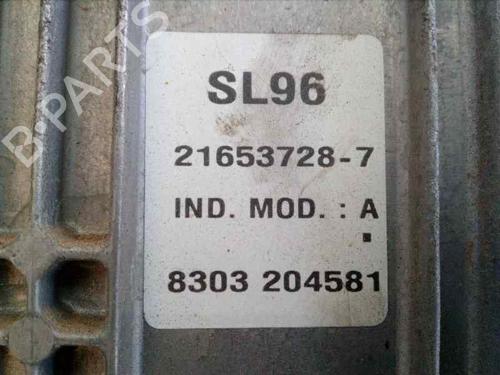 B-PARTS
SL96
21653728-7
IND. MOD. : A
8303 204581